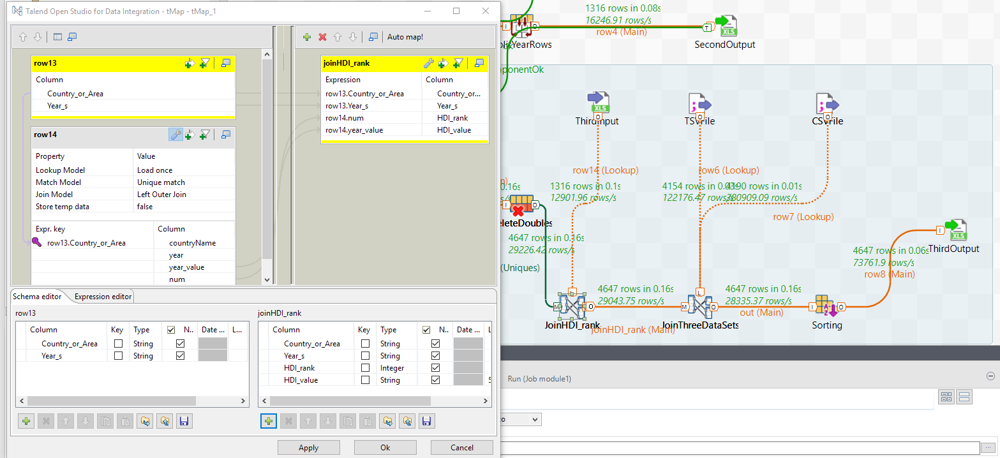 Talend Open Studio for Data Integration - tMap - tMap_1
Auto map!
row13
Column
Country_or_Area
Year_s
row14
Property Value
Lookup Model Load once
Match Model Unique match
Join Model Left Outer Join
Store temp data false
Expr. key Column
row13.Country_or_Area countryName
year
year_value
num
joinHDI_rank
Expression Column
row13.Country_or_Area Country_or...
row13.Year_s Year_s
row14.num HDI_rank
row14.year_value HDI_value
Schema editor Expression editor
row13
Column Key Type N.. Date ... L...
Country_or_Area String
Year_s String
joinHDI_rank
Column Key Type N.. Date ... L
Country_or_Area String
Year_s String
HDI_rank Integer
HDI_value String 5
Apply Ok Cancel
1316 rows in 0.08s
16246.91 rows/s
row4 (Main)
I O T
XLS
plitYearRows
SecondOutput
ponentOk
XLS
ThirdInput
O
TSVFile
O
CSVFile
O
row14 (Lookup)
1316 rows in 0.1s
12901.96 rows/s
row6 (Lookup)
4154 rows in 0.03s
122176.47 rows/s
4190 rows in 0.01s
380909.09 rows/s
row7 (Lookup)
0.16s
I O
eleteDoubles
4647 rows in 0.16s
29226.42 rows/s
(Uniques)
L
M O
JoinHDI_rank
4647 rows in 0.16s
29043.75 rows/s
joinHDI_rank (Main)
L
M O
JoinThreeDataSets
4647 rows in 0.16s
28335.37 rows/s
out (Main)
I O
A
Z
Sorting
4647 rows in 0.06s
73761.9 rows/s
row8 (Main)
I
XLS
ThirdOutput
Run (Job module1)
to
...